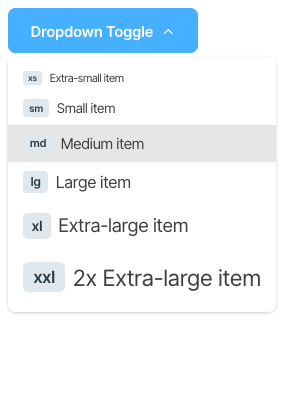 Dropdown Toggle
xs Extra-small item
sm Small item
md Medium item
lg Large item
xl Extra-large item
xxl 2x Extra-large item